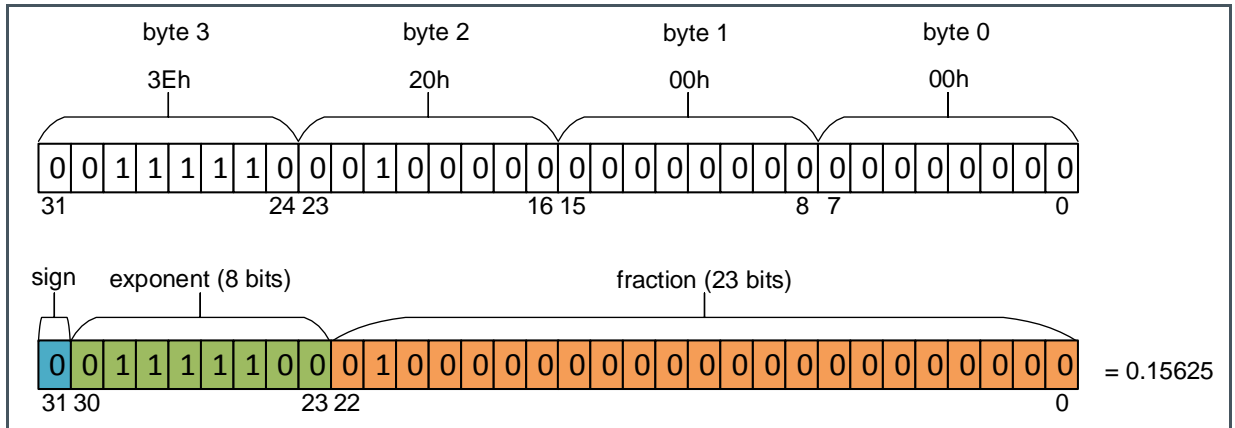 byte 3 byte 2 byte 1 byte 0
3Eh 20h 00h 00h
0 0 1 1 1 1 1 0 0 0 1 0 0 0 0 0 0 0 0 0 0 0 0 0 0 0 0 0 0 0 0 0
31 24 23 16 15 8 7 0
sign exponent (8 bits) fraction (23 bits)
0 0 1 1 1 1 1 0 0 0 1 0 0 0 0 0 0 0 0 0 0 0 0 0 0 0 0 0 0 0 0 0 = 0.15625
31 30 23 22 0